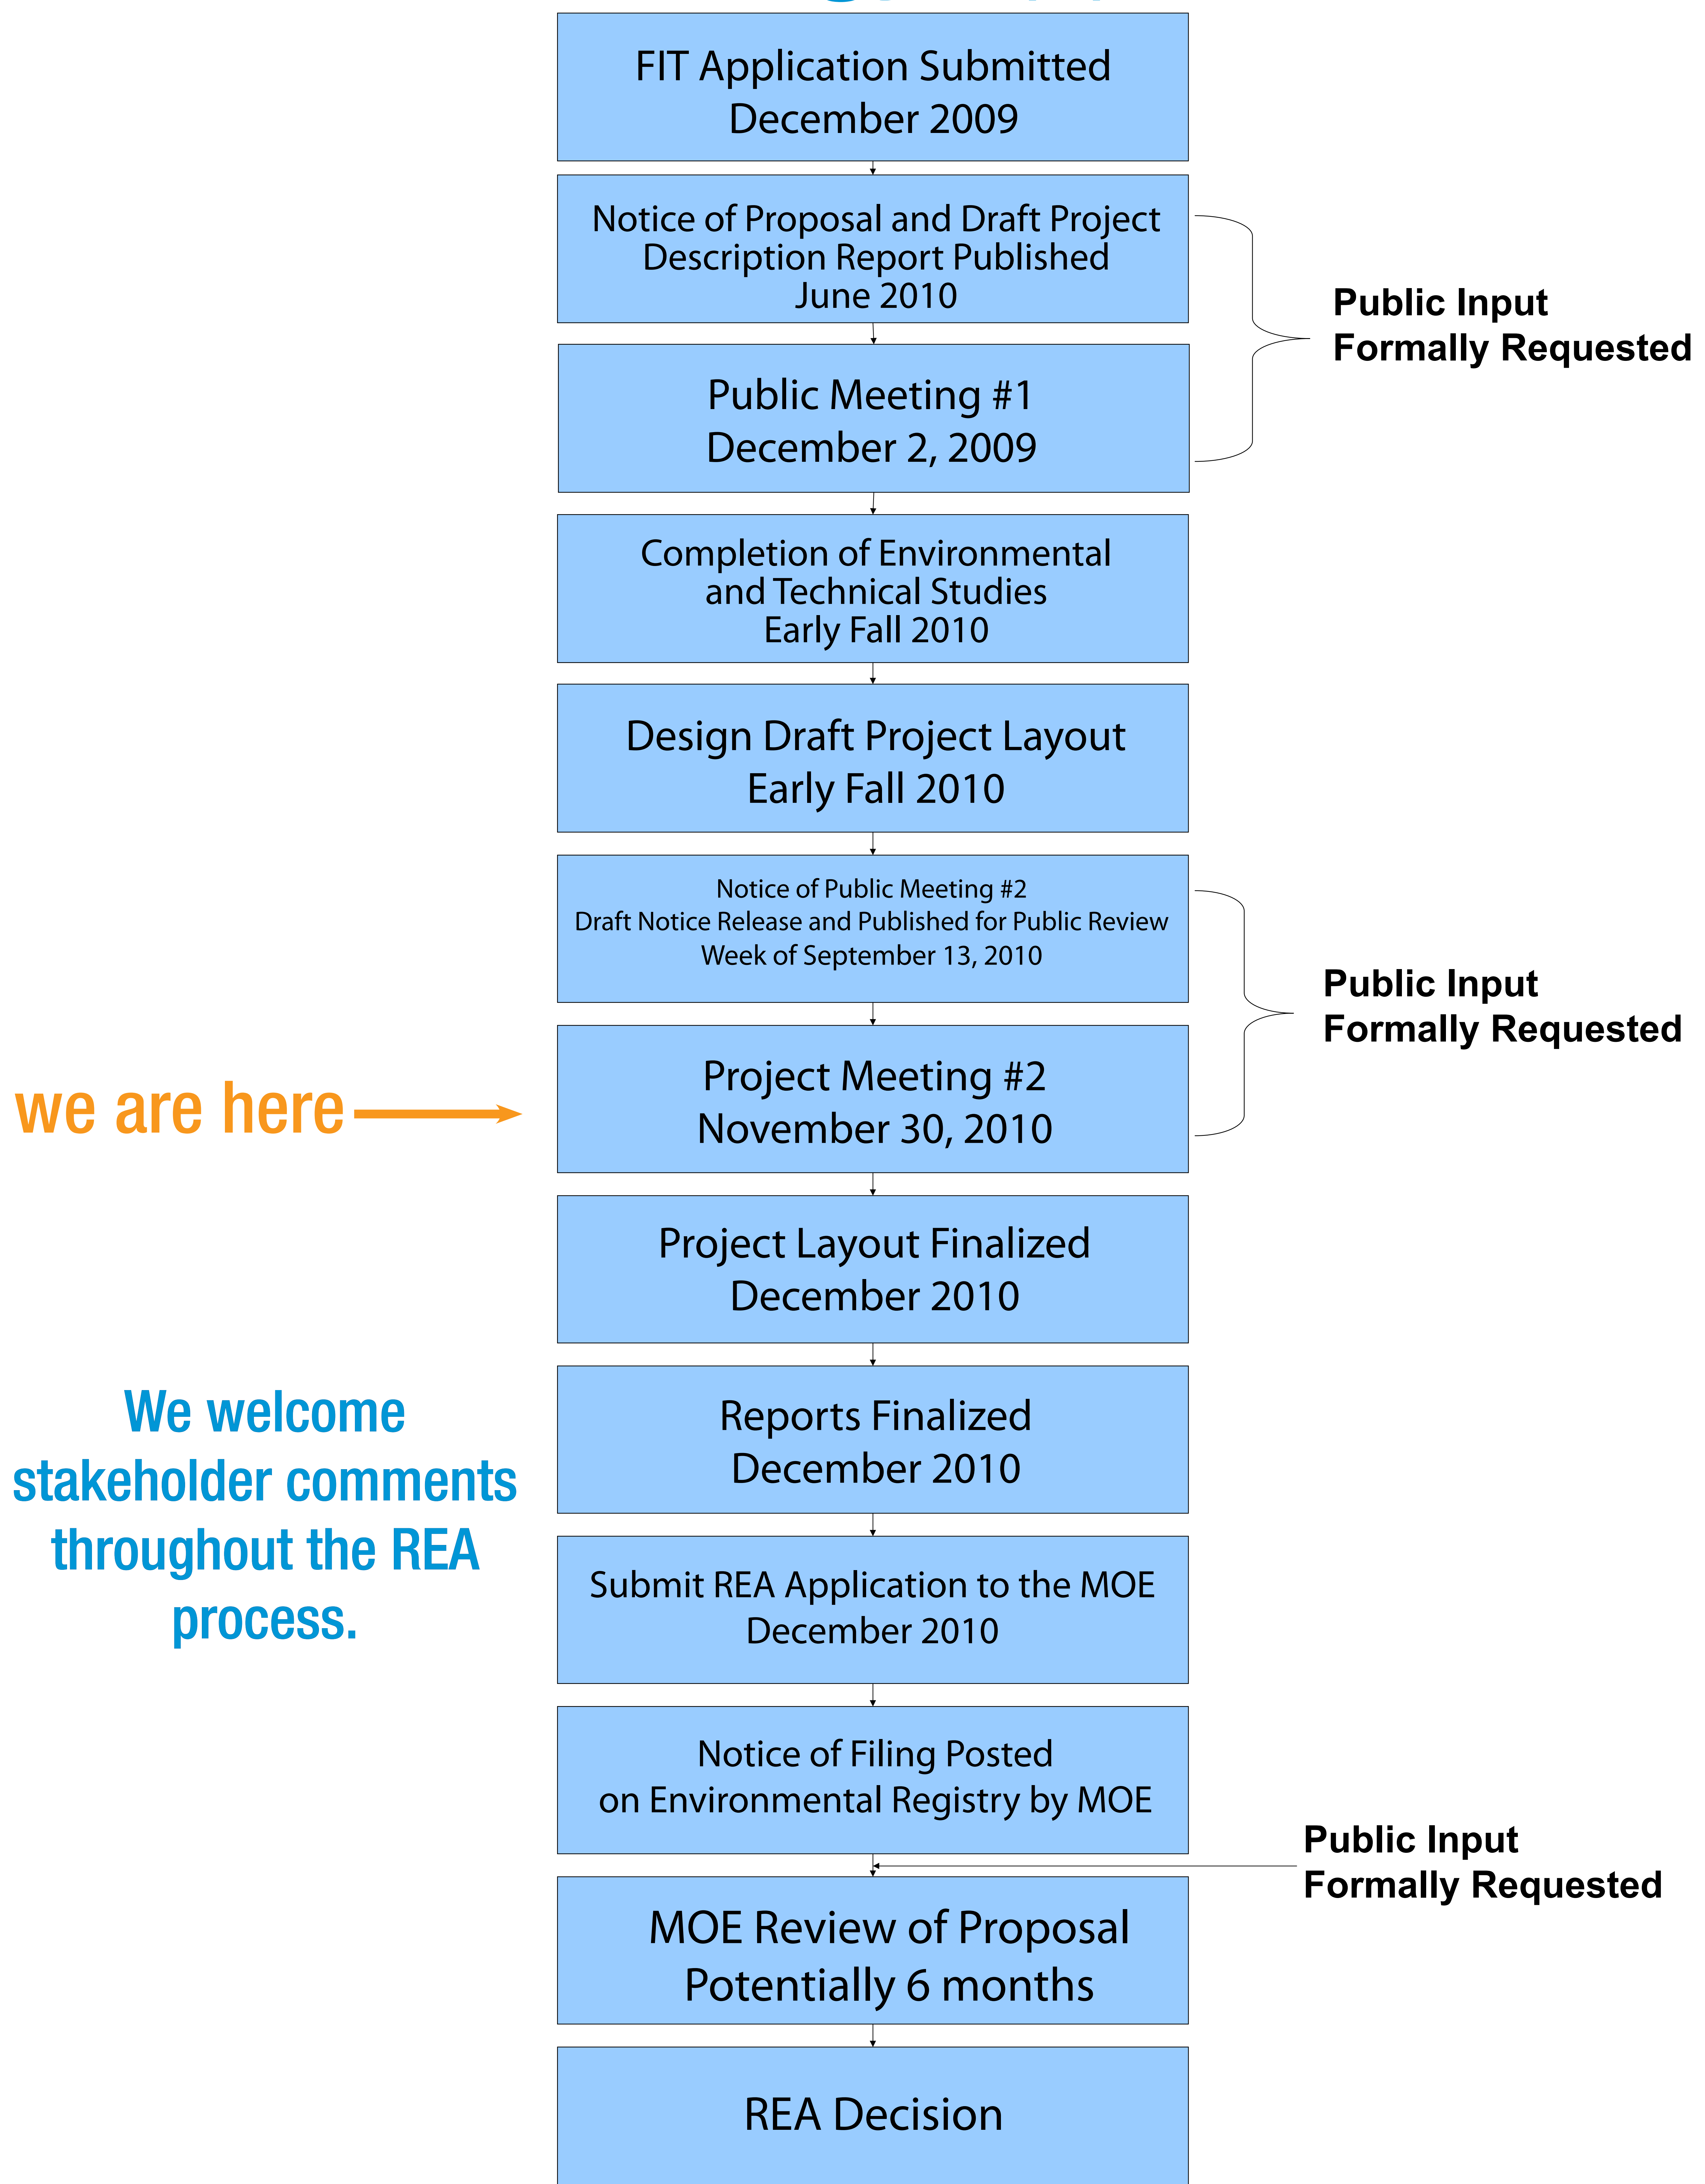 FIT Application Submitted
December 2009
Notice of Proposal and Draft Project
Description Report Published
June 2010
Public Input
Formally Requested
Public Meeting #1
December 2, 2009
Completion of Environmental
and Technical Studies
Early Fall 2010
Design Draft Project Layout
Early Fall 2010
Notice of Public Meeting #2
Draft Notice Release and Published for Public Review
Week of September 13, 2010
Public Input
Formally Requested
we are here
Project Meeting #2
November 30, 2010
Project Layout Finalized
December 2010
We welcome
stakeholder comments
throughout the REA
process.
Reports Finalized
December 2010
Submit REA Application to the MOE
December 2010
Notice of Filing Posted
on Environmental Registry by MOE
Public Input
Formally Requested
MOE Review of Proposal
Potentially 6 months
REA Decision